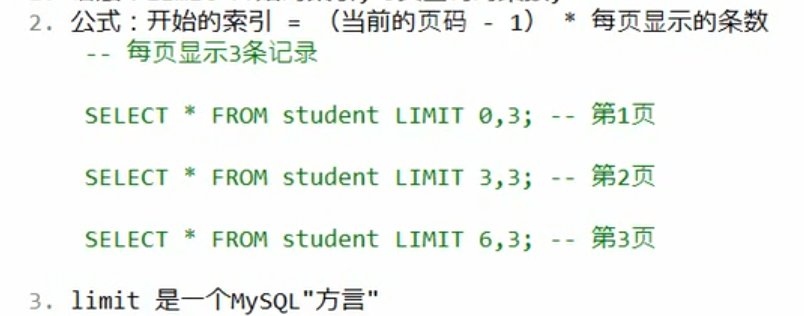 2. 公式：开始的索引 = （当前的页码 - 1） * 每页显示的条数
-- 每页显示3条记录
SELECT * FROM student LIMIT 0,3; -- 第1页
SELECT * FROM student LIMIT 3,3; -- 第2页
SELECT * FROM student LIMIT 6,3; -- 第3页
3. limit 是一个MySQL"方言"